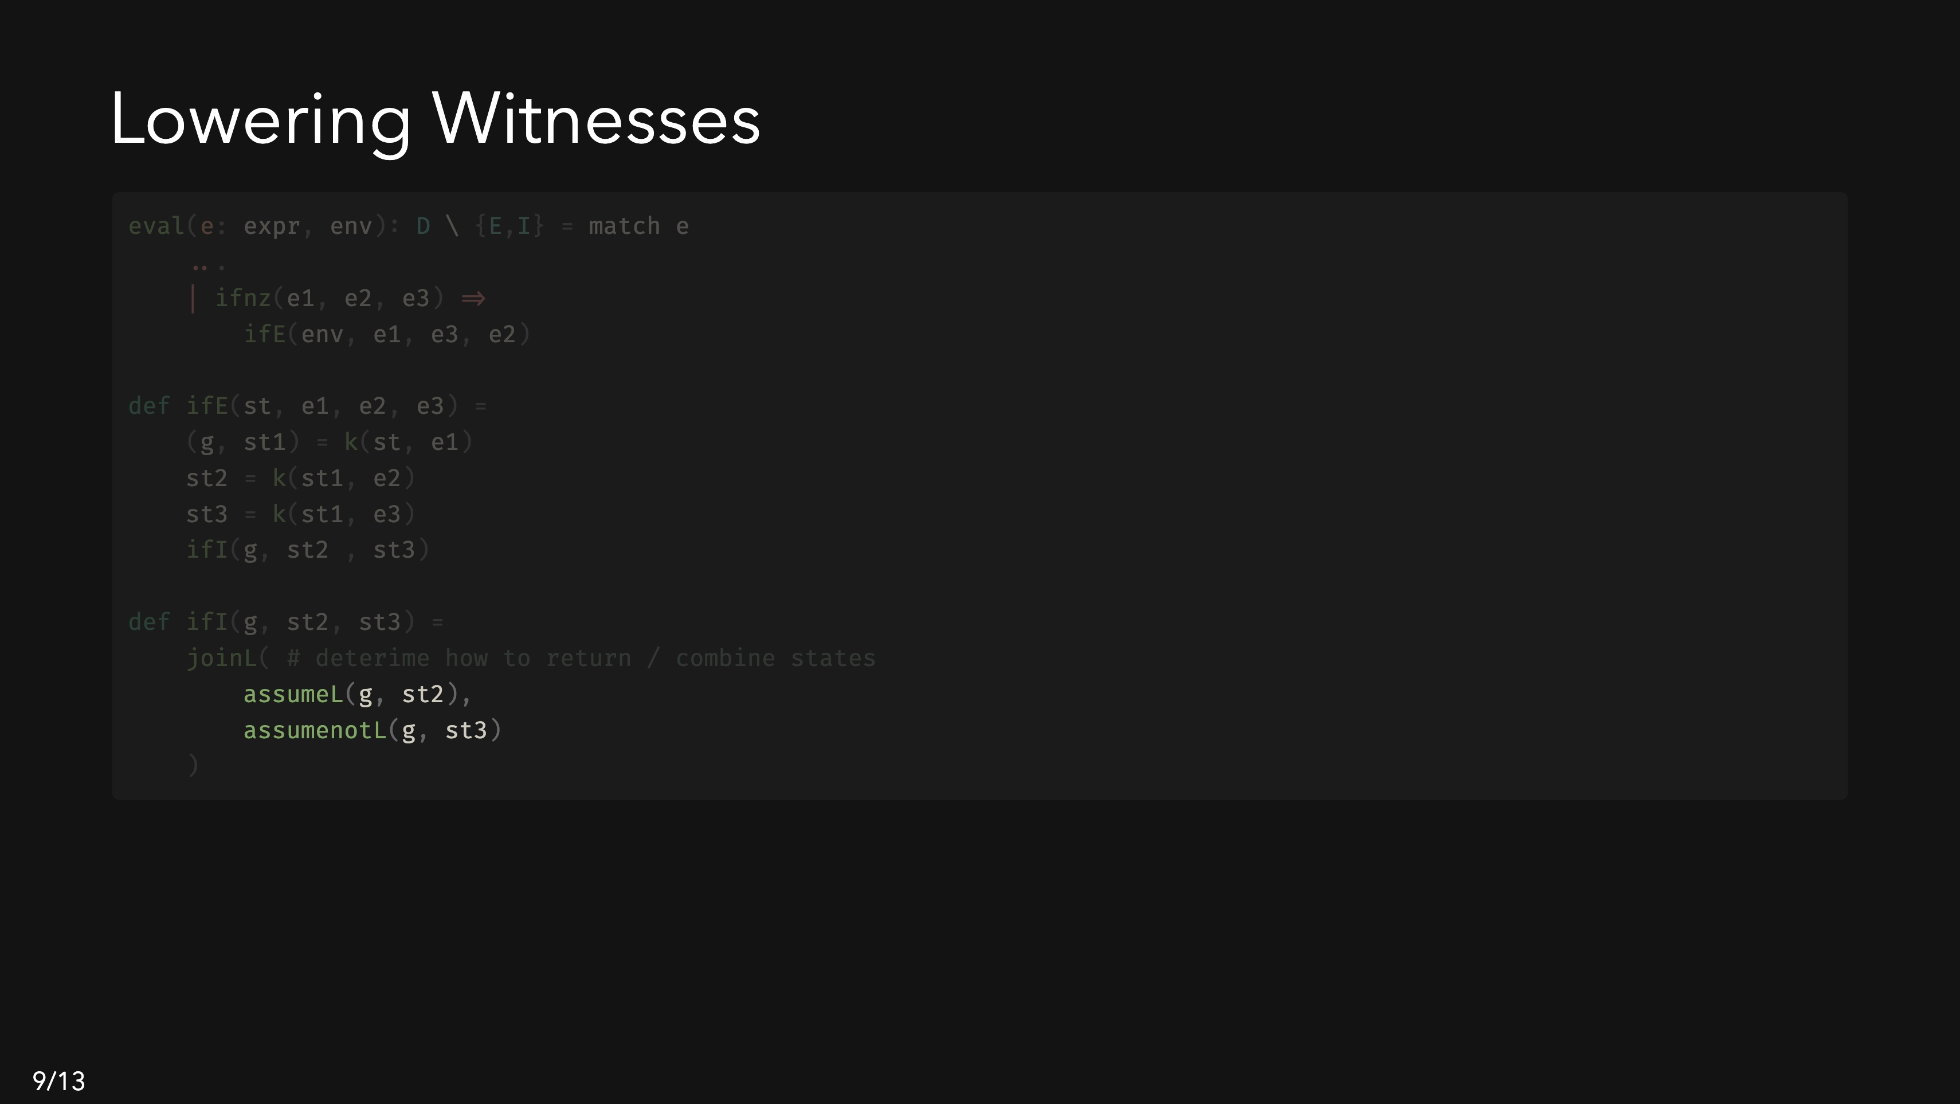 Lowering Witnesses
eval(e: expr, env): D \ {E,I} = match e
...
| ifnz(e1, e2, e3) =>
ifE(env, e1, e3, e2)
def ifE(st, e1, e2, e3) =
(g, st1) = k(st, e1)
st2 = k(st1, e2)
st3 = k(st1, e3)
ifI(g, st2 , st3)
def ifI(g, st2, st3) =
joinL( # deterime how to return / combine states
assumeL(g, st2),
assumenotL(g, st3)
)
9/13